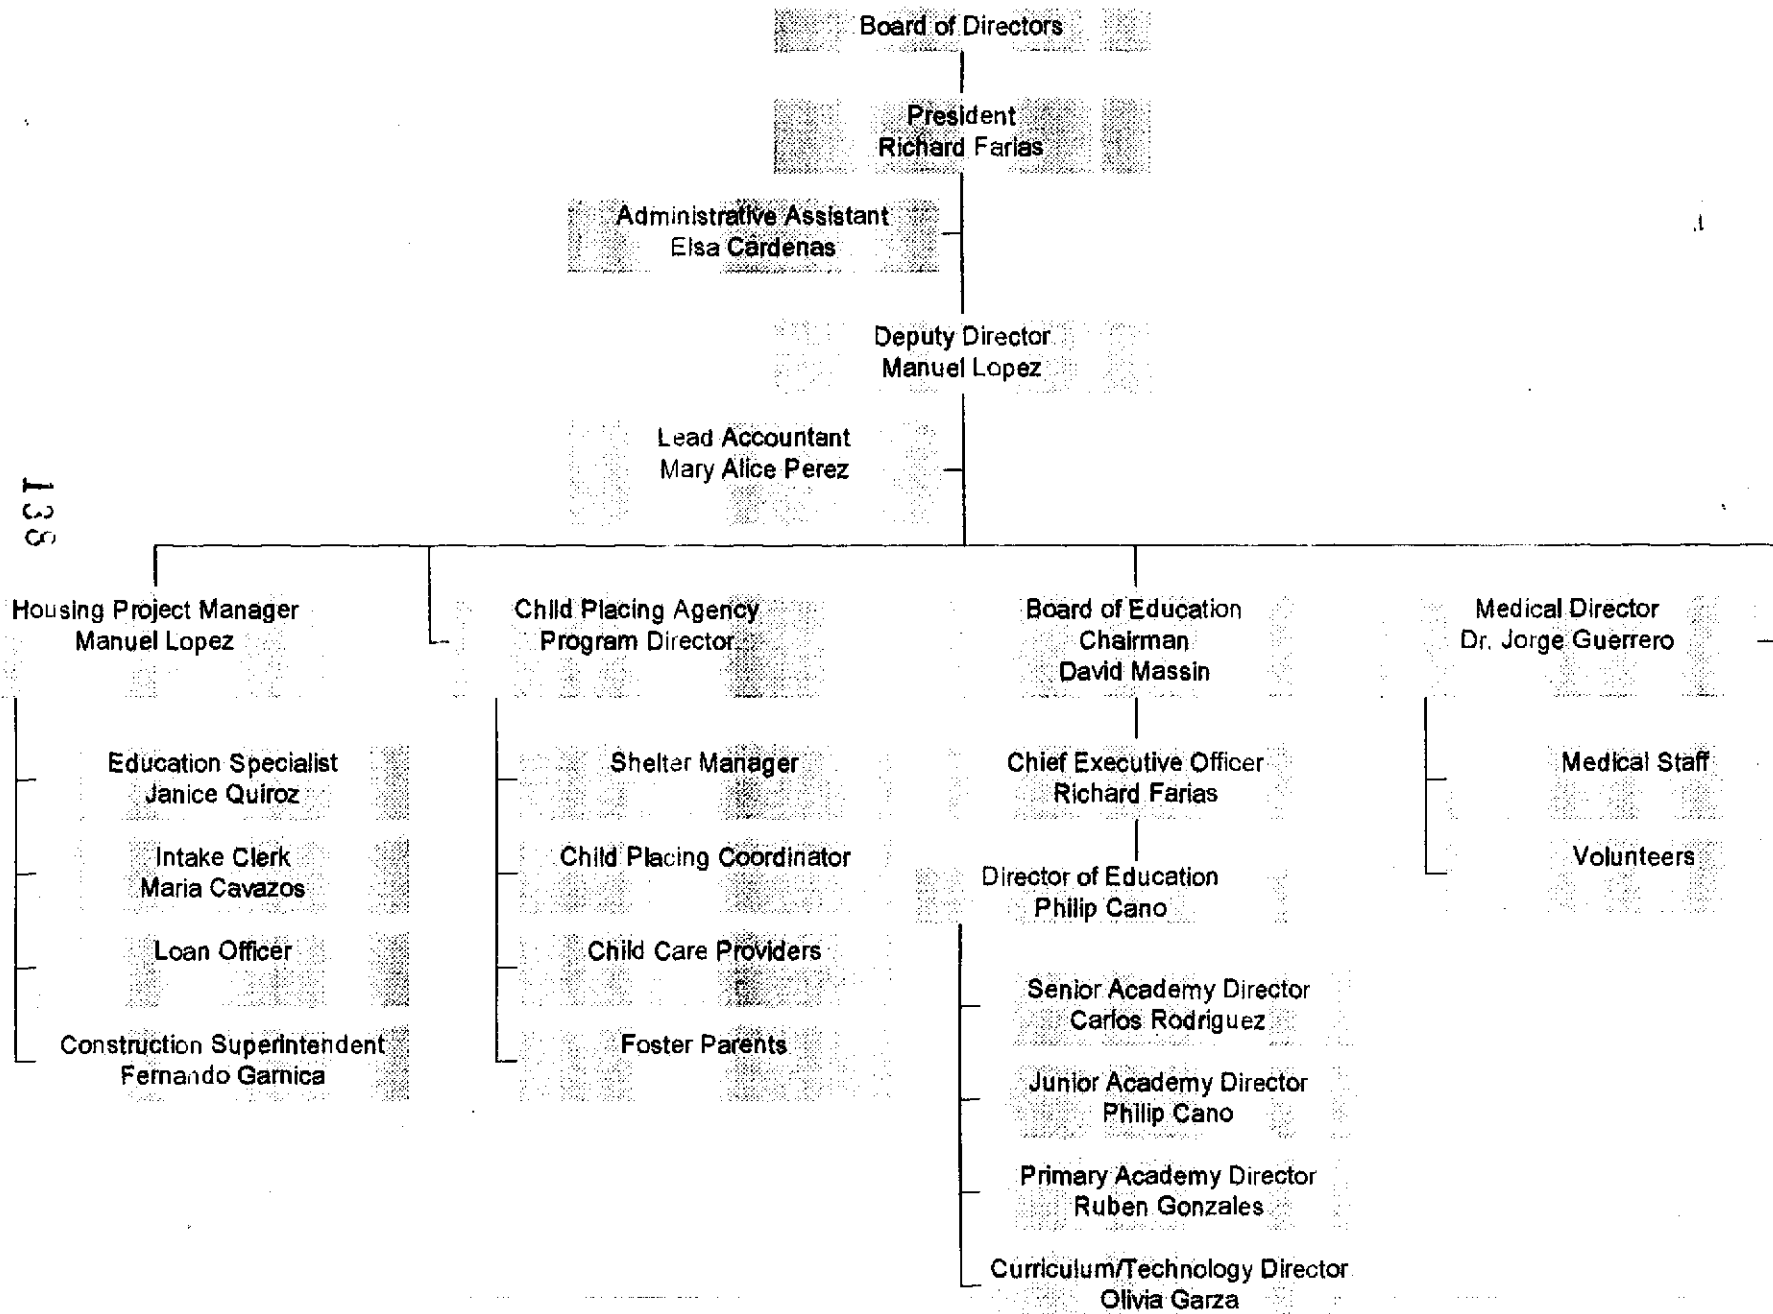 Board of Directors
President
Richard Farias
Administrative Assistant
Elsa Cardenas
Deputy Director
Manuel Lopez
Lead Accountant
Mary Alice Perez
138
Housing Project Manager
Manuel Lopez
Education Specialist
Janice Quiroz
Intake Clerk
Maria Cavazos
Loan Officer
Construction Superintendent
Fernando Garnica
Child Placing Agency
Program Director
Shelter Manager
Child Placing Coordinator
Child Care Providers
Foster Parents
Board of Education
Chairman
David Massin
Chief Executive Officer
Richard Farias
Director of Education
Philip Cano
Senior Academy Director
Carlos Rodriguez
Junior Academy Director
Philip Cano
Primary Academy Director
Ruben Gonzales
Curriculum/Technology Director
Olivia Garza
Medical Director
Dr. Jorge Guerrero
Medical Staff
Volunteers